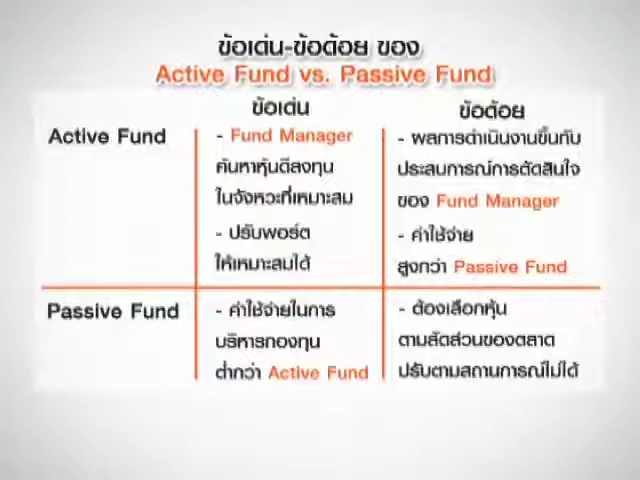 ข้อเด่น-ข้อด้อย ของ
Active Fund vs. Passive Fund
ข้อเด่น
ข้อด้อย
Active Fund
- Fund Manager
ค้นหาหุ้นดีลงทุน
ในจังหวะที่เหมาะสม
- ปรับพอร์ต
ให้เหมาะสมได้
- ผลการดำเนินงานขึ้นกับ
ประสบการณ์การตัดสินใจ
ของ Fund Manager
- ค่าใช้จ่าย
สูงกว่า Passive Fund
Passive Fund
- ค่าใช้จ่ายในการ
บริหารกองทุน
ต่ำกว่า Active Fund
- ต้องเลือกหุ้น
ตามสัดส่วนของตลาด
ปรับตามสถานการณ์ไม่ได้